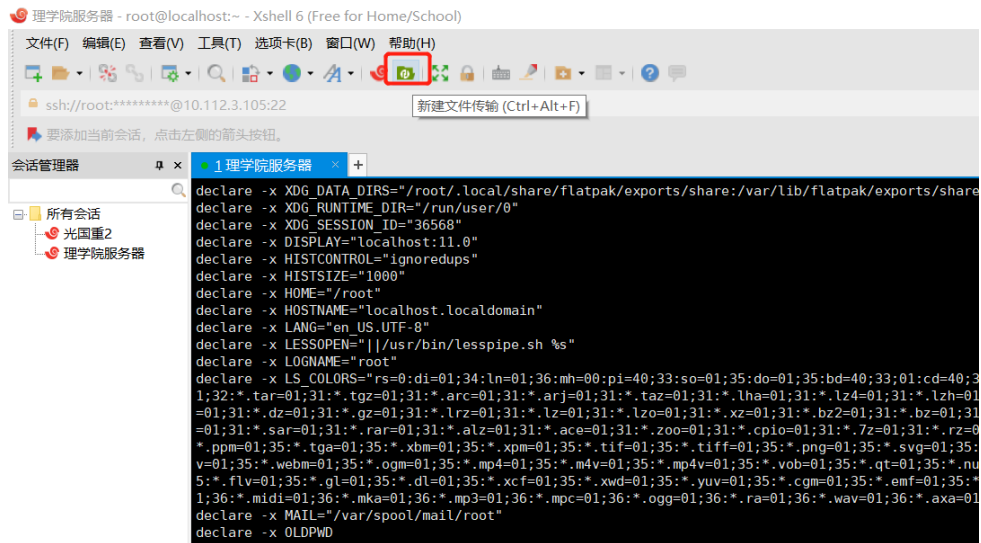 理学院服务器 - root@localhost:~ - Xshell 6 (Free for Home/School)
文件(F) 编辑(E) 查看(V) 工具(T) 选项卡(B) 窗口(W) 帮助(H)
ssh://root:*********@10.112.3.105:22
新建文件传输 (Ctrl+Alt+F)
要添加当前会话，点击左侧的箭头按钮。
会话管理器
1 理学院服务器
所有会话
光国重2
理学院服务器
declare -x XDG_DATA_DIRS="/root/.local/share/flatpak/exports/share:/var/lib/flatpak/exports/share
declare -x XDG_RUNTIME_DIR="/run/user/0"
declare -x XDG_SESSION_ID="36568"
declare -x DISPLAY="localhost:11.0"
declare -x HISTCONTROL="ignoredups"
declare -x HISTSIZE="1000"
declare -x HOME="/root"
declare -x HOSTNAME="localhost.localdomain"
declare -x LANG="en_US.UTF-8"
declare -x LESSOPEN="||/usr/bin/lesspipe.sh %s"
declare -x LOGNAME="root"
declare -x LS_COLORS="rs=0:di=01;34:ln=01;36:mh=00:pi=40;33:so=01;35:do=01;35:bd=40;33;01:cd=40;3
1;32:*.tar=01;31:*.tgz=01;31:*.arc=01;31:*.arj=01;31:*.taz=01;31:*.lha=01;31:*.lz4=01;31:*.lzh=01
=01;31:*.dz=01;31:*.gz=01;31:*.lrz=01;31:*.lz=01;31:*.lzo=01;31:*.xz=01;31:*.bz2=01;31:*.bz=01;31
=01;31:*.sar=01;31:*.rar=01;31:*.alz=01;31:*.ace=01;31:*.zoo=01;31:*.cpio=01;31:*.7z=01;31:*.rz=0
*.ppm=01;35:*.tga=01;35:*.xbm=01;35:*.xpm=01;35:*.tif=01;35:*.tiff=01;35:*.png=01;35:*.svg=01;35:
v=01;35:*.webm=01;35:*.ogm=01;35:*.mp4=01;35:*.m4v=01;35:*.mp4v=01;35:*.vob=01;35:*.qt=01;35:*.nu
5:*.flv=01;35:*.gl=01;35:*.dl=01;35:*.xcf=01;35:*.xwd=01;35:*.yuv=01;35:*.cgm=01;35:*.emf=01;35:*
1;36:*.midi=01;36:*.mka=01;36:*.mp3=01;36:*.mpc=01;36:*.ogg=01;36:*.ra=01;36:*.wav=01;36:*.axa=01
declare -x MAIL="/var/spool/mail/root"
declare -x OLDPWD